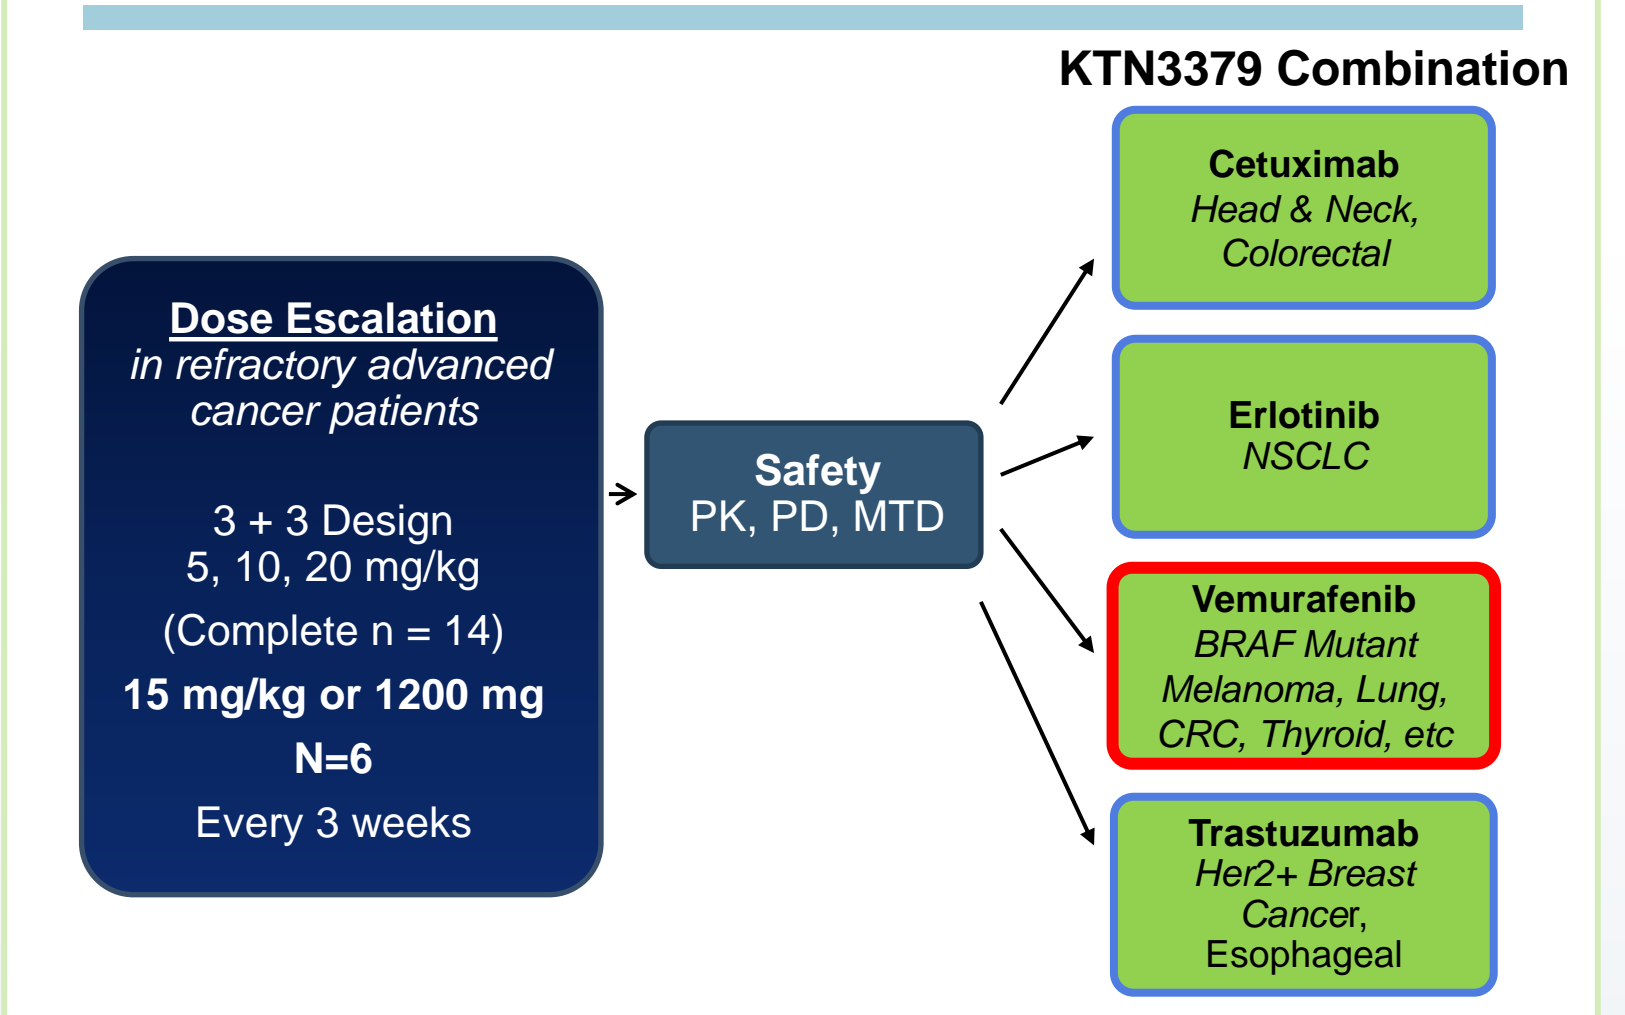 KTN3379 Combination
Dose Escalation
in refractory advanced
cancer patients
3 + 3 Design
5, 10, 20 mg/kg
(Complete n = 14)
15 mg/kg or 1200 mg
N=6
Every 3 weeks
Safety
PK, PD, MTD
Cetuximab
Head & Neck,
Colorectal
Erlotinib
NSCLC
Vemurafenib
BRAF Mutant
Melanoma, Lung,
CRC, Thyroid, etc
Trastuzumab
Her2+ Breast
Cancer,
Esophageal